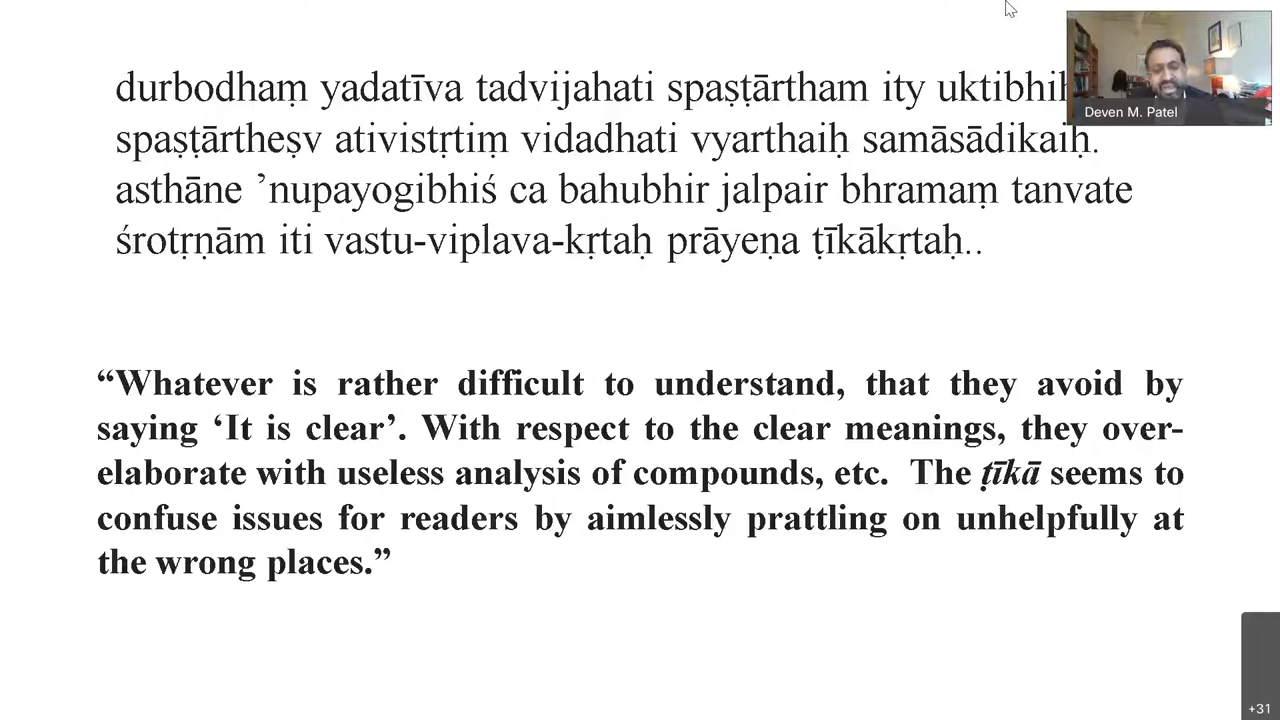 durbodhaṃ yadatīva tadvijahati spaṣṭārtham ity uktibhiḥ
spaṣṭārtheṣv ativistṛtiṃ vidadhati vyarthaiḥ samāsādikaiḥ.
asthāne ’nupayogibhiś ca bahubhir jalpair bhramaṃ tanvate
śrotṛṇām iti vastu-viplava-kṛtaḥ prāyeṇa ṭīkākṛtaḥ..
Deven M. Patel
“Whatever is rather difficult to understand, that they avoid by
saying ‘It is clear’. With respect to the clear meanings, they over-
elaborate with useless analysis of compounds, etc. The ṭīkā seems to
confuse issues for readers by aimlessly prattling on unhelpfully at
the wrong places.”
+31